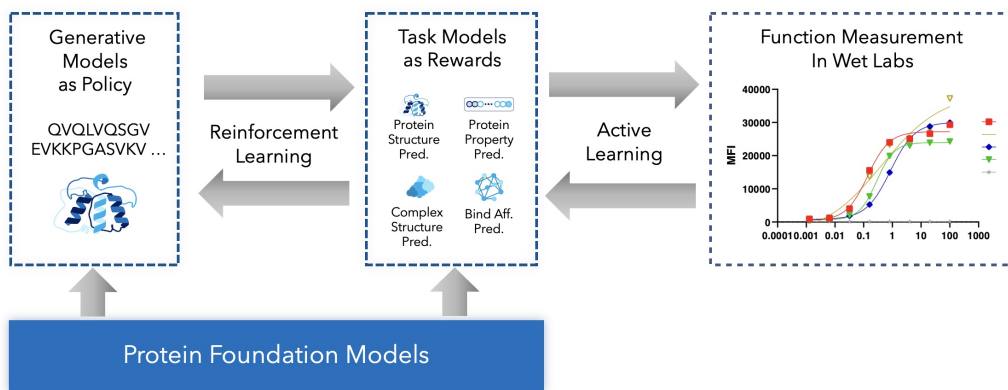 Generative
Models
as Policy
QVQLVQSGV
EVKKPGASVKV ...
Reinforcement
Learning
Task Models
as Rewards
Protein
Structure
Pred.
Protein
Property
Pred.
Complex
Structure
Pred.
Bind Aff.
Pred.
Active
Learning
Function Measurement
In Wet Labs
40000
30000
20000
10000
0
MFI
0.0001
0.001
0.01
0.1
1
10
100
1000
Protein Foundation Models